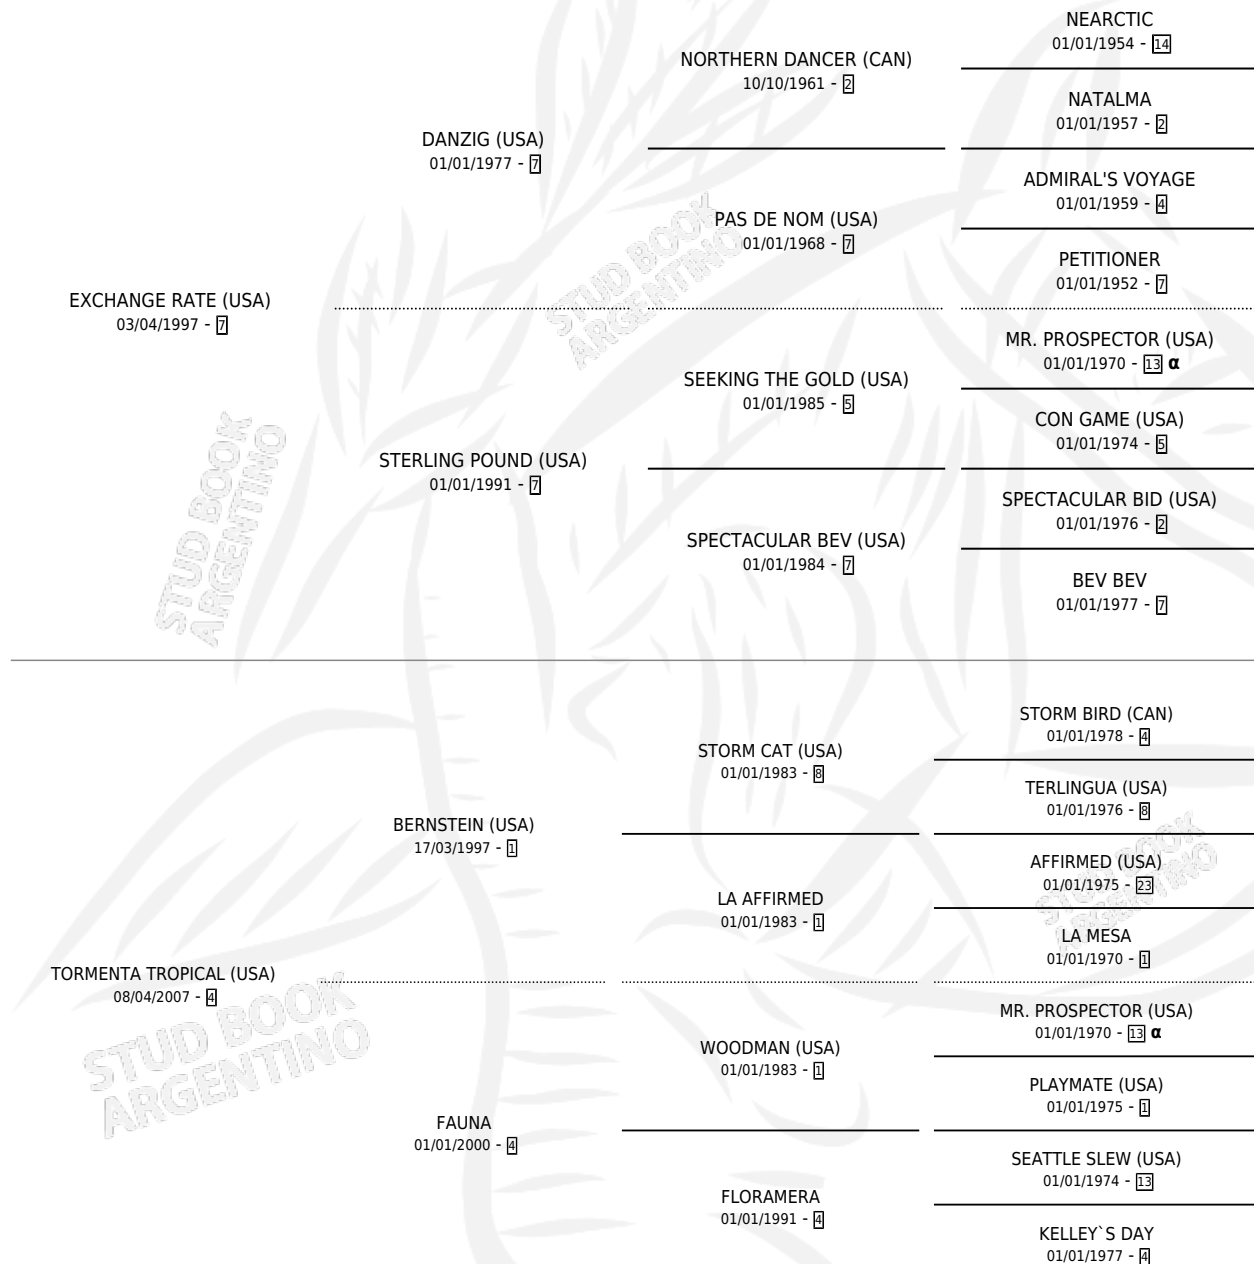 NEARCTIC
01/01/1954 - 14
NORTHERN DANCER (CAN)
10/10/1961 - 2
NATALMA
01/01/1957 - 2
DANZIG (USA)
01/01/1977 - 7
ADMIRAL'S VOYAGE
01/01/1959 - 4
PAS DE NOM (USA)
01/01/1968 - 7
PETITIONER
01/01/1952 - 7
EXCHANGE RATE (USA)
03/04/1997 - 7
MR. PROSPECTOR (USA)
01/01/1970 - 13 α
SEEKING THE GOLD (USA)
01/01/1985 - 5
CON GAME (USA)
01/01/1974 - 5
STERLING POUND (USA)
01/01/1991 - 7
SPECTACULAR BID (USA)
01/01/1976 - 2
SPECTACULAR BEV (USA)
01/01/1984 - 7
BEV BEV
01/01/1977 - 7
STORM BIRD (CAN)
01/01/1978 - 4
STORM CAT (USA)
01/01/1983 - 8
TERLINGUA (USA)
01/01/1976 - 8
BERNSTEIN (USA)
17/03/1997 - 1
AFFIRMED (USA)
01/01/1975 - 23
LA AFFIRMED
01/01/1983 - 1
LA MESA
01/01/1970 - 1
TORMENTA TROPICAL (USA)
08/04/2007 - 4
MR. PROSPECTOR (USA)
01/01/1970 - 13 α
WOODMAN (USA)
01/01/1983 - 1
PLAYMATE (USA)
01/01/1975 - 1
FAUNA
01/01/2000 - 4
SEATTLE SLEW (USA)
01/01/1974 - 13
FLORAMERA
01/01/1991 - 4
KELLEY`S DAY
01/01/1977 - 4
STUD BOOK
ARGENTINO
STUD BOOK
ARGENTINO
STUD BOOK
ARGENTINO
STUD BOOK
ARGENTINO